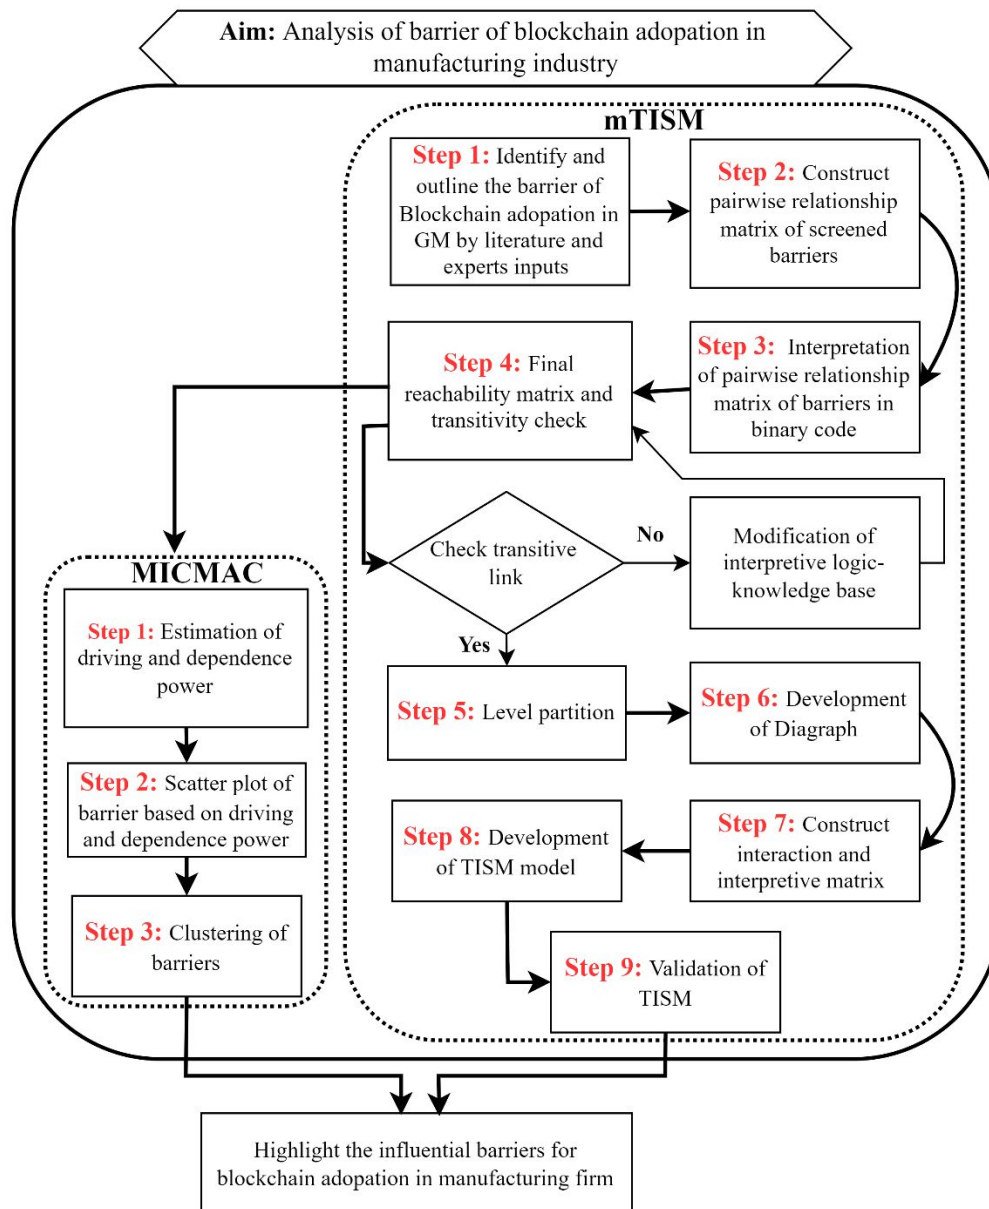 Aim: Analysis of barrier of blockchain adopation in
manufacturing industry
mTISM
Step 1: Identify and
outline the barrier of
Blockchain adopation in
GM by literature and
experts inputs
Step 2: Construct
pairwise relationship
matrix of screened
barriers
Step 3: Interpretation
of pairwise relationship
matrix of barriers in
binary code
Step 4: Final
reachability matrix and
transitivity check
Check transitive
link
No
Modification of
interpretive logic-
knowledge base
Yes
Step 5: Level partition
Step 6: Development
of Diagraph
Step 7: Construct
interaction and
interpretive matrix
Step 8: Development
of TISM model
Step 9: Validation of
TISM
MICMAC
Step 1: Estimation of
driving and dependence
power
Step 2: Scatter plot of
barrier based on driving
and dependence power
Step 3: Clustering of
barriers
Highlight the influential barriers for
blockchain adopation in manufacturing firm